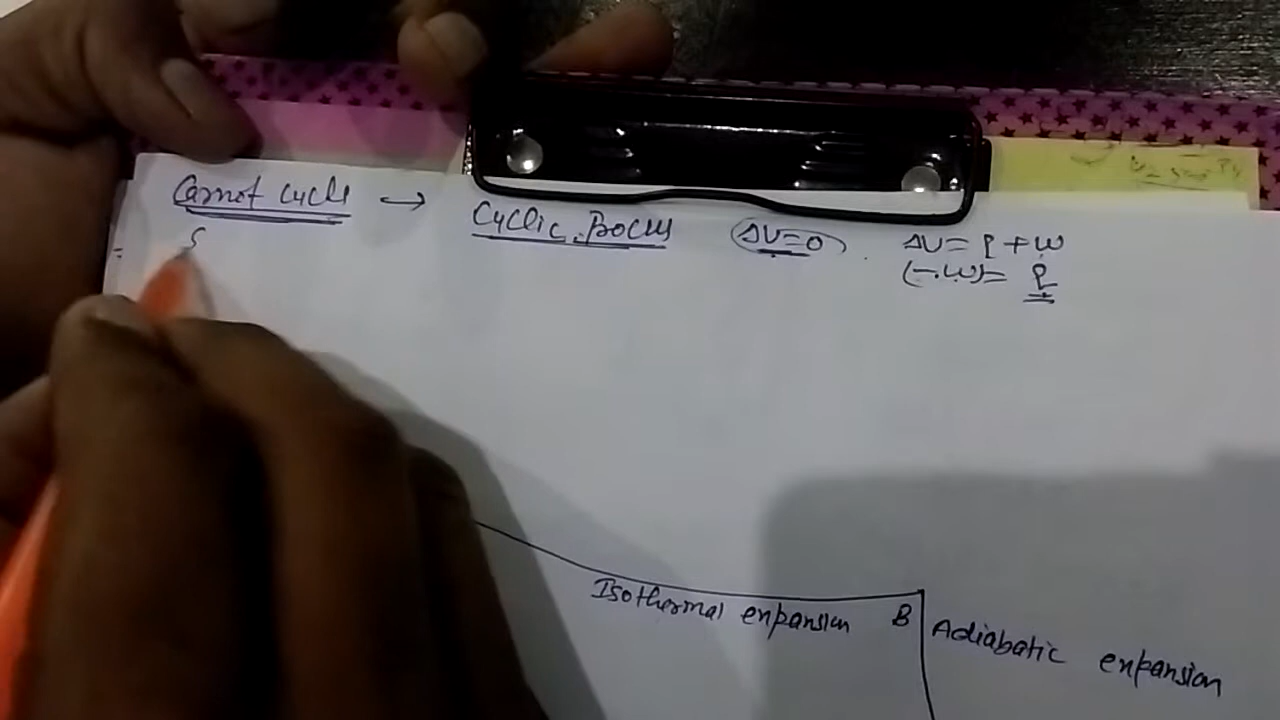 Carnot Cycle → Cyclic Process ΔU=0 ΔU= q +w
(-w)= q
Isothermal expansion B Adiabatic expansion